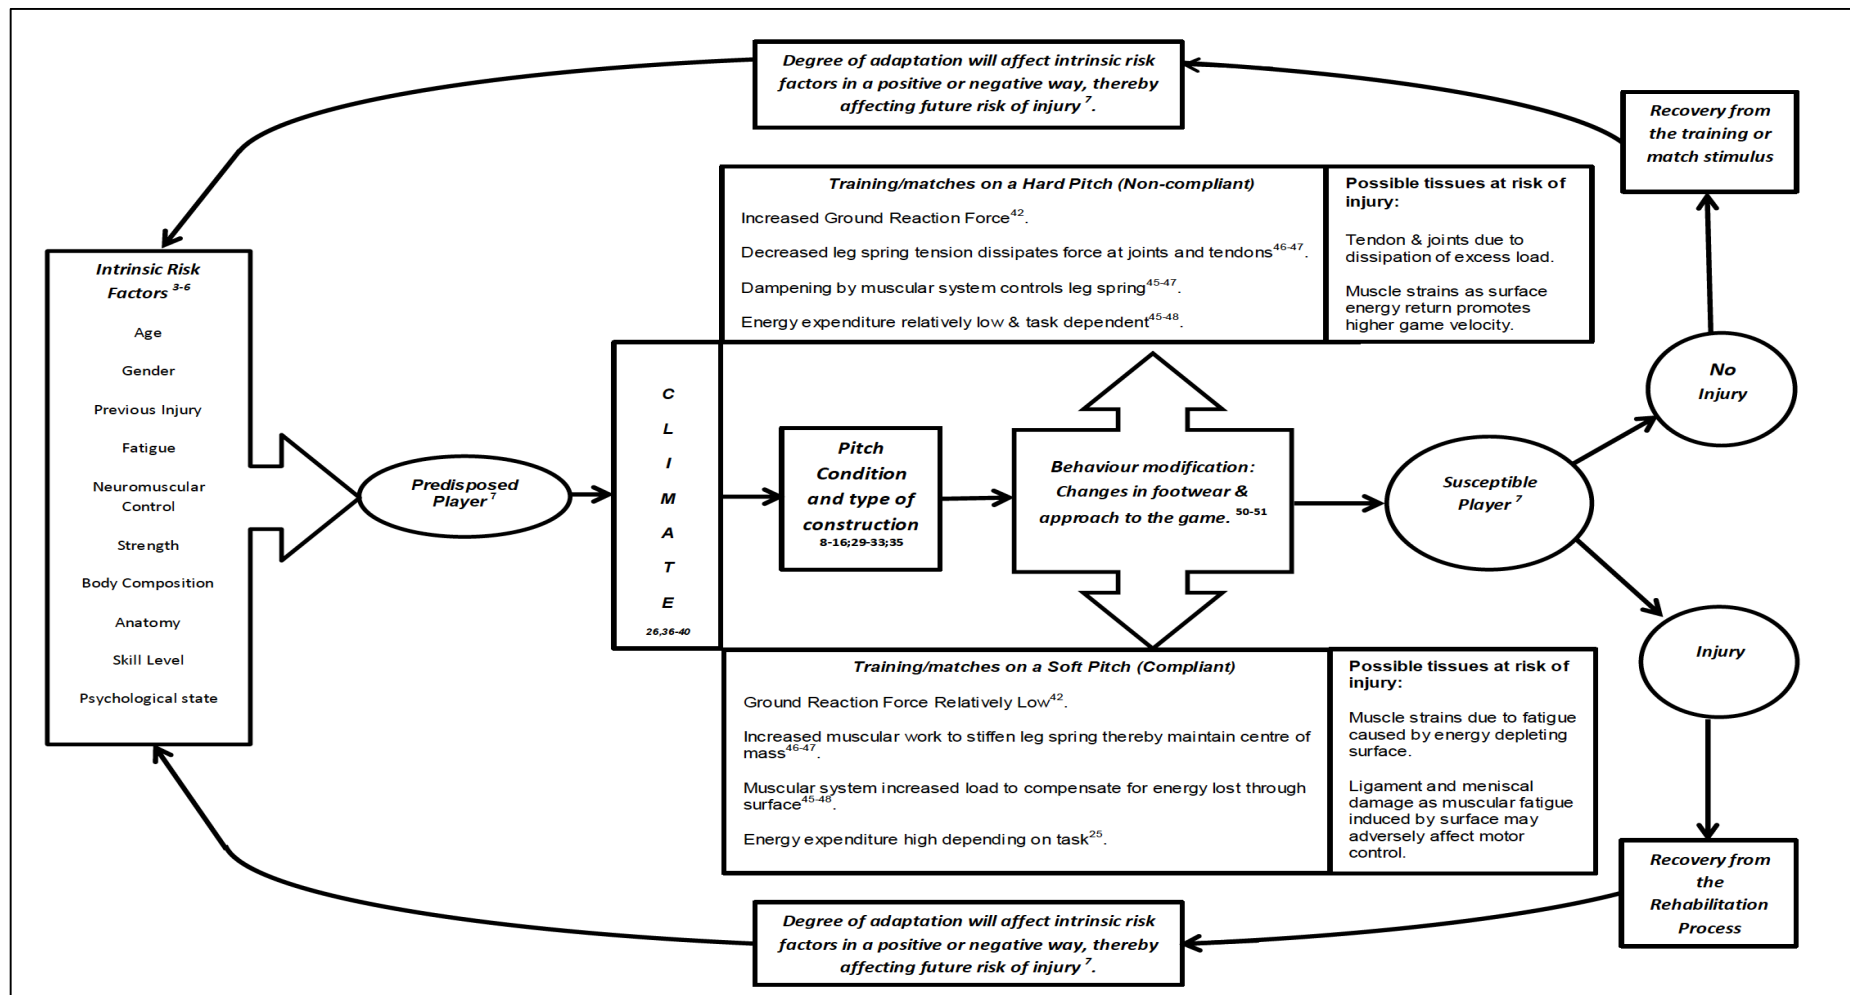 Degree of adaptation will affect intrinsic risk
factors in a positive or negative way, thereby
affecting future risk of injury 7.
Recovery from
the training or
match stimulus
Training/matches on a Hard Pitch (Non-compliant)
Increased Ground Reaction Force42.
Decreased leg spring tension dissipates force at joints and tendons46-47.
Dampening by muscular system controls leg spring45-47.
Energy expenditure relatively low & task dependent45-48.
Possible tissues at risk of
injury:
Tendon & joints due to
dissipation of excess load.
Muscle strains as surface
energy return promotes
higher game velocity.
Intrinsic Risk
Factors 3-6
Age
Gender
Previous Injury
Fatigue
Neuromuscular
Control
Strength
Body Composition
Anatomy
Skill Level
Psychological state
Predisposed
Player 7
C
L
I
M
A
T
E
26,36-40
Pitch
Condition
and type of
construction
8-16;29-33;35
Behaviour modification:
Changes in footwear &
approach to the game. 50-51
Susceptible
Player 7
No
Injury
Injury
Training/matches on a Soft Pitch (Compliant)
Ground Reaction Force Relatively Low42.
Increased muscular work to stiffen leg spring thereby maintain centre of
mass46-47.
Muscular system increased load to compensate for energy lost through
surface45-48.
Energy expenditure high depending on task25.
Possible tissues at risk of
injury:
Muscle strains due to fatigue
caused by energy depleting
surface.
Ligament and meniscal
damage as muscular fatigue
induced by surface may
adversely affect motor
control.
Recovery from
the
Rehabilitation
Process
Degree of adaptation will affect intrinsic risk
factors in a positive or negative way, thereby
affecting future risk of injury 7.